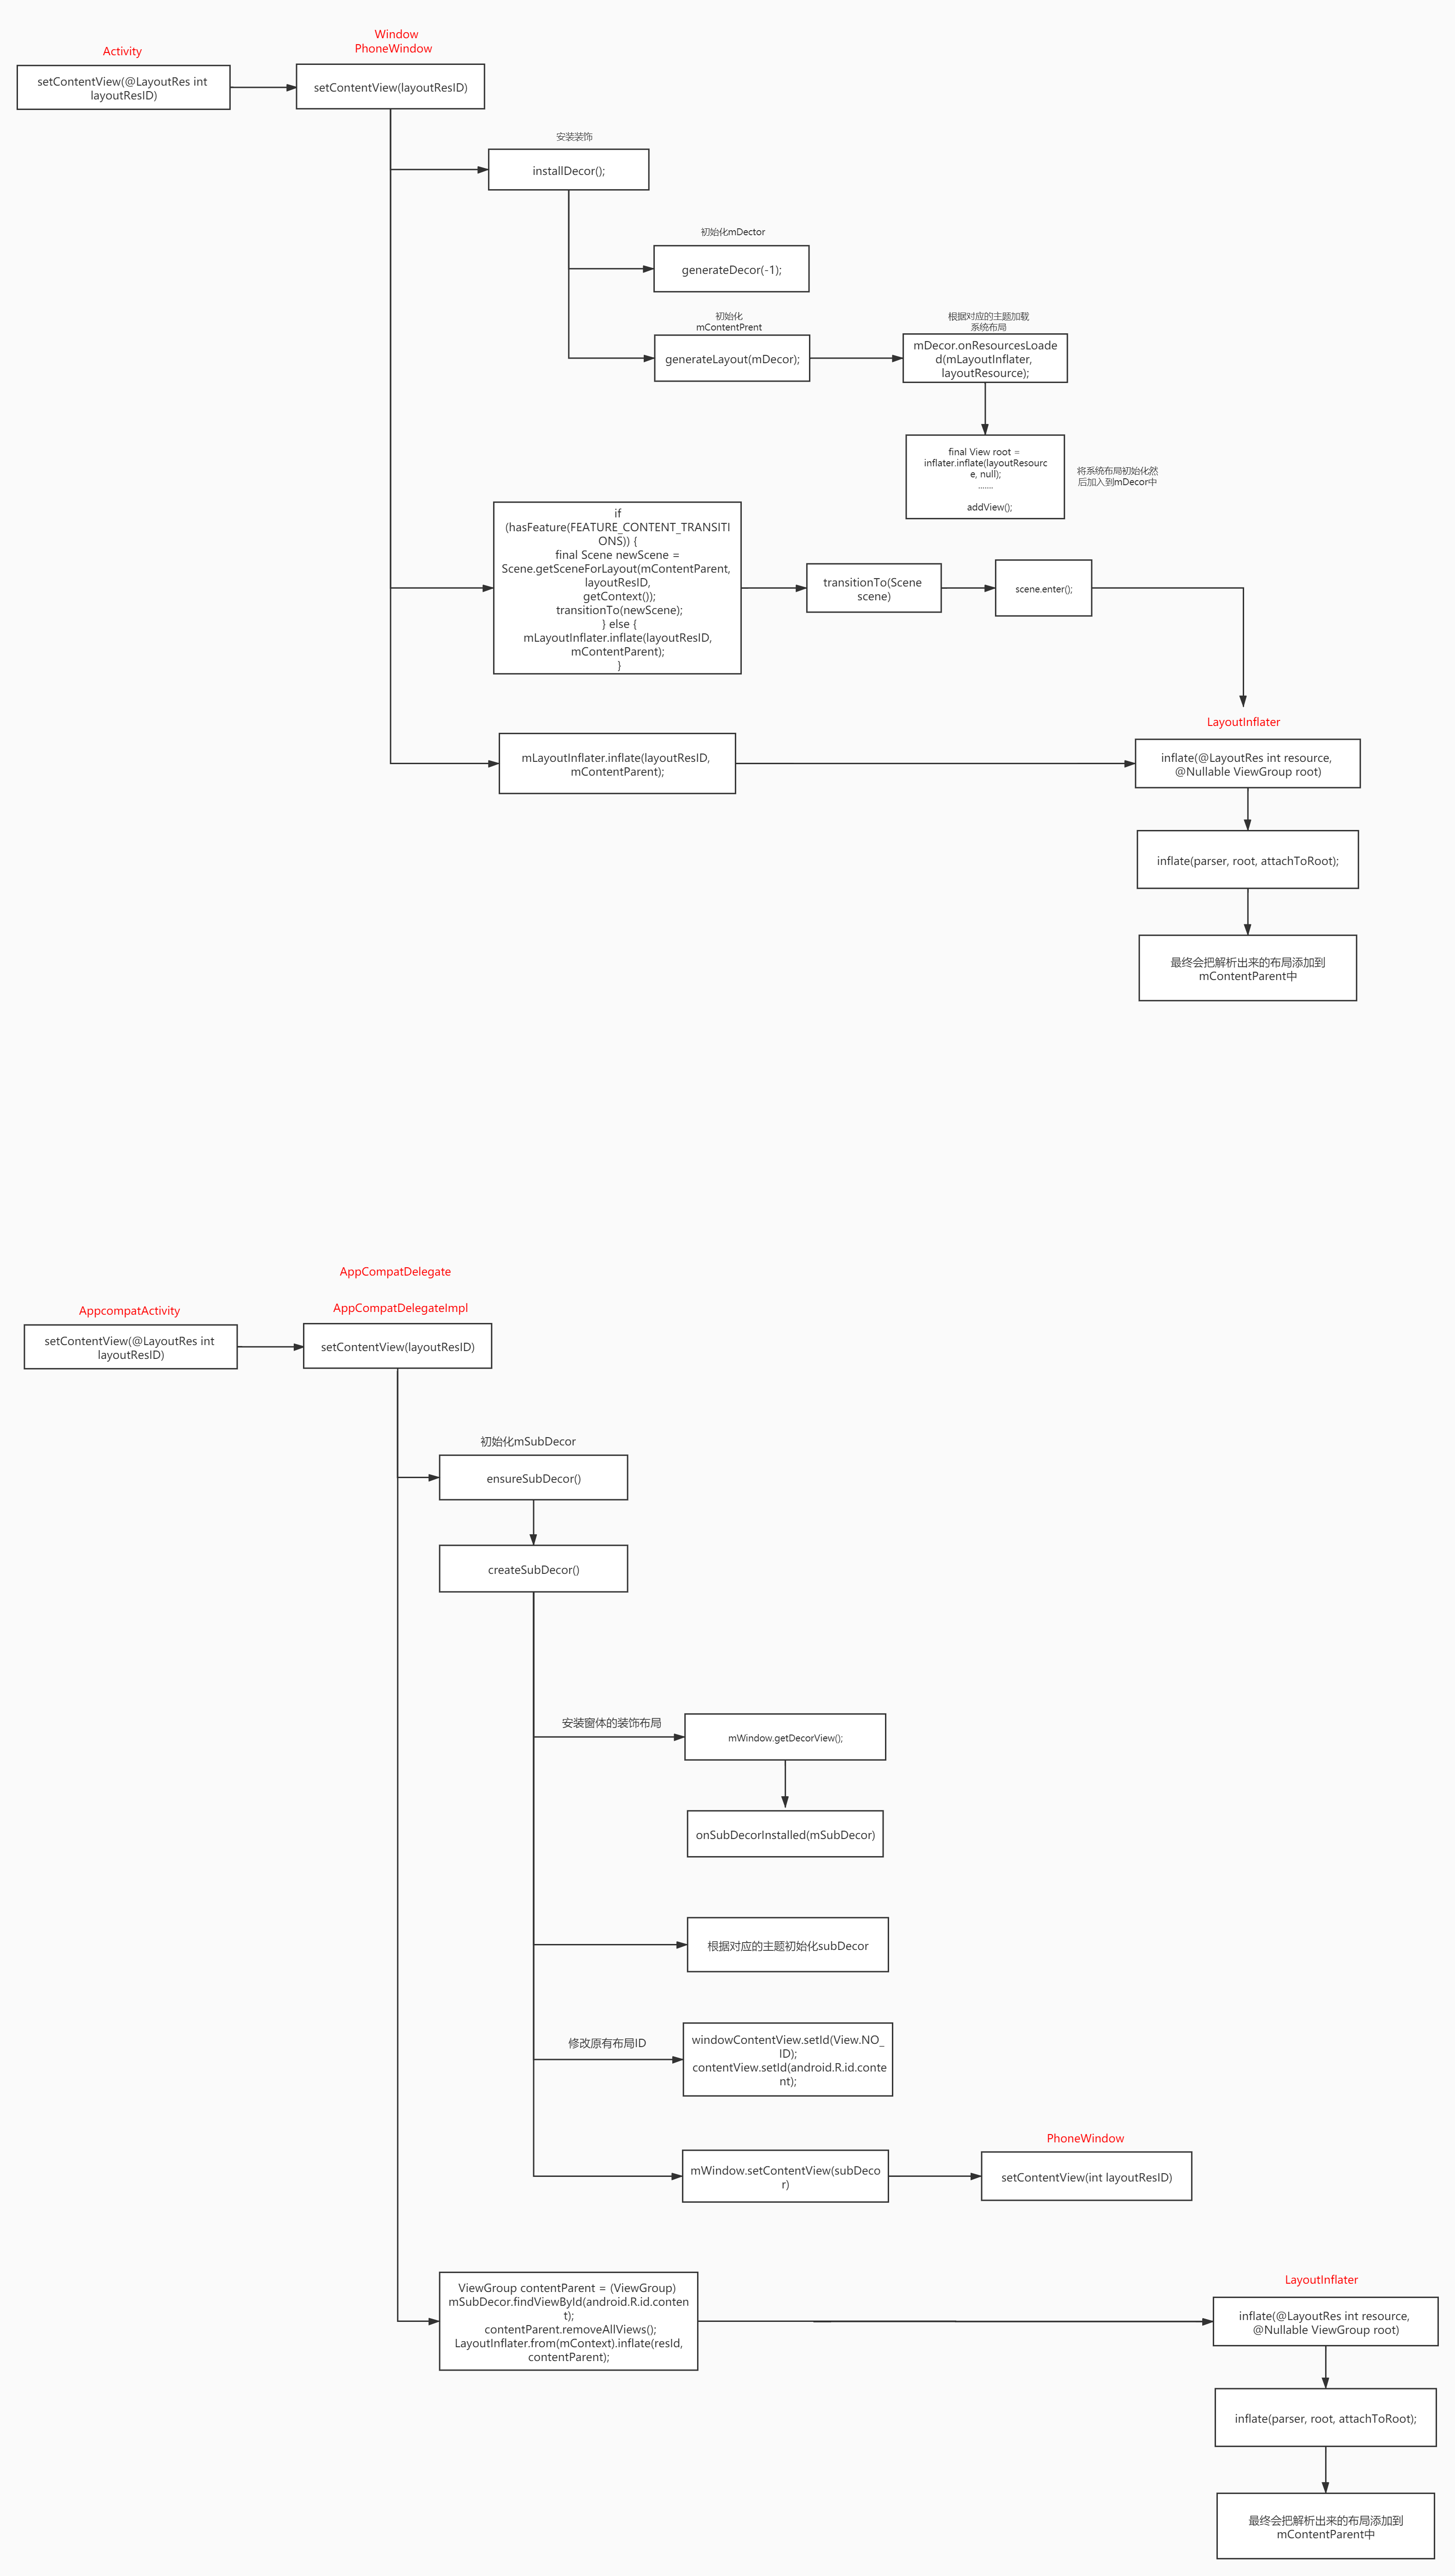 Window
PhoneWindow
Activity
setContentView(@LayoutRes int
layoutResID)
setContentView(layoutResID)
安装装饰
installDecor();
初始化mDector
generateDecor(-1);
初始化
mContentPrent
generateLayout(mDecor);
根据对应的主题加载
系统布局
mDecor.onResourcesLoade
d(mLayoutInflater,
layoutResource);
final View root =
inflater.inflate(layoutResourc
e, null);
.......
addView();
将系统布局初始化然
后加入到mDecor中
if
(hasFeature(FEATURE_CONTENT_TRANSITI
ONS)) {
final Scene newScene =
Scene.getSceneForLayout(mContentParent,
layoutResID,
getContext());
transitionTo(newScene);
} else {
mLayoutInflater.inflate(layoutResID,
mContentParent);
}
transitionTo(Scene
scene)
scene.enter();
LayoutInflater
mLayoutInflater.inflate(layoutResID,
mContentParent);
inflate(@LayoutRes int resource,
@Nullable ViewGroup root)
inflate(parser, root, attachToRoot);
最终会把解析出来的布局添加到
mContentParent中
AppCompatDelegate
AppCompatDelegateImpl
AppcompatActivity
setContentView(@LayoutRes int
layoutResID)
setContentView(layoutResID)
初始化mSubDecor
ensureSubDecor()
createSubDecor()
安装窗体的装饰布局
mWindow.getDecorView();
onSubDecorInstalled(mSubDecor)
根据对应的主题初始化subDecor
修改原有布局ID
windowContentView.setId(View.NO_
ID);
contentView.setId(android.R.id.conte
nt);
PhoneWindow
mWindow.setContentView(subDeco
r)
setContentView(int layoutResID)
ViewGroup contentParent = (ViewGroup)
mSubDecor.findViewById(android.R.id.conten
t);
contentParent.removeAllViews();
LayoutInflater.from(mContext).inflate(resId,
contentParent);
LayoutInflater
inflate(@LayoutRes int resource,
@Nullable ViewGroup root)
inflate(parser, root, attachToRoot);
最终会把解析出来的布局添加到
mContentParent中